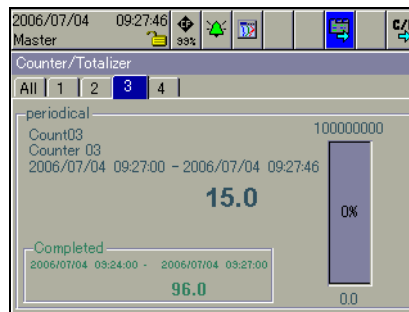 2006/07/04 09:27:46
Master
99%
Counter/Totalizer
All 1 2 3 4
periodical
Count03
Counter 03
2006/07/04 09:27:00 - 2006/07/04 09:27:46
15.0
100000000
0%
0.0
Completed
2006/07/04 09:24:00 - 2006/07/04 09:27:00
96.0